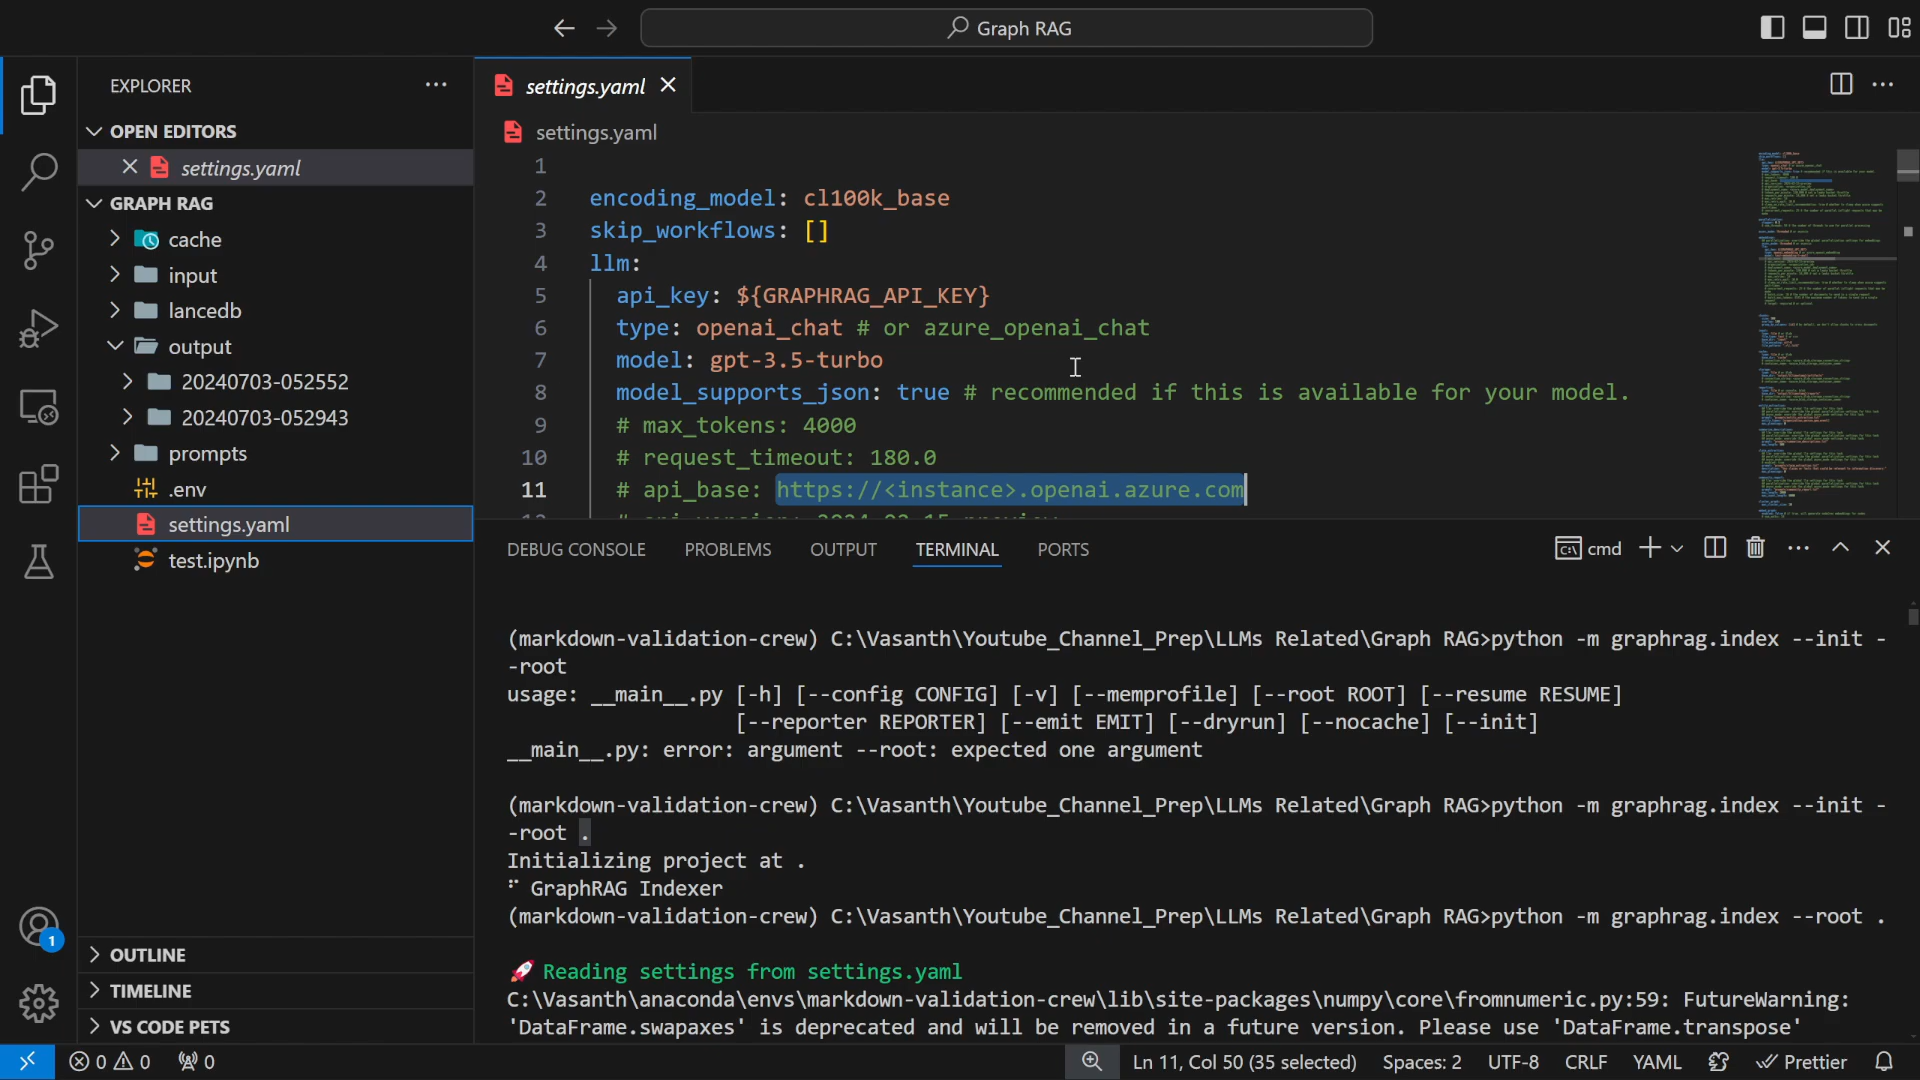 Graph RAG
EXPLORER
settings.yaml
OPEN EDITORS
settings.yaml
settings.yaml
GRAPH RAG
cache
input
lancedb
output
20240703-052552
20240703-052943
prompts
.env
settings.yaml
test.ipynb
OUTLINE
TIMELINE
VS CODE PETS
1
1
2 encoding_model: cl100k_base
3 skip_workflows: []
4 llm:
5 api_key: ${GRAPHRAG_API_KEY}
6 type: openai_chat # or azure_openai_chat
7 model: gpt-3.5-turbo
8 model_supports_json: true # recommended if this is available for your model.
9 # max_tokens: 4000
10 # request_timeout: 180.0
11 # api_base: https://<instance>.openai.azure.com
DEBUG CONSOLE PROBLEMS OUTPUT TERMINAL PORTS cmd
(markdown-validation-crew) C:\Vasanth\Youtube_Channel_Prep\LLMs Related\Graph RAG>python -m graphrag.index --init -
-root
usage: __main__.py [-h] [--config CONFIG] [-v] [--memprofile] [--root ROOT] [--resume RESUME]
[--reporter REPORTER] [--emit EMIT] [--dryrun] [--nocache] [--init]
__main__.py: error: argument --root: expected one argument
(markdown-validation-crew) C:\Vasanth\Youtube_Channel_Prep\LLMs Related\Graph RAG>python -m graphrag.index --init -
-root .
Initializing project at .
⠋ GraphRAG Indexer
(markdown-validation-crew) C:\Vasanth\Youtube_Channel_Prep\LLMs Related\Graph RAG>python -m graphrag.index --root .
🚀 Reading settings from settings.yaml
C:\Vasanth\anaconda\envs\markdown-validation-crew\lib\site-packages\numpy\core\fromnumeric.py:59: FutureWarning:
'DataFrame.swapaxes' is deprecated and will be removed in a future version. Please use 'DataFrame.transpose'
0 0 0 Ln 11, Col 50 (35 selected) Spaces: 2 UTF-8 CRLF YAML Prettier